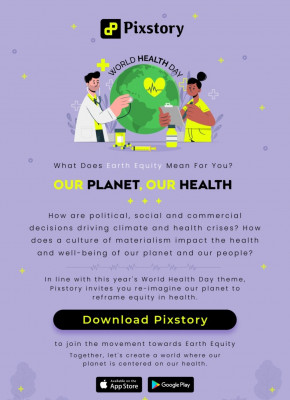 Pixstory
WORLD HEALTH DAY
What Does Earth Equity Mean For You?
OUR PLANET, OUR HEALTH
How are political, social and commercial
decisions driving climate and health crises? How
does a culture of materialism impact the health
and well-being of our planet and our people?
In line with this year's World Health Day theme,
Pixstory invites you re-imagine our planet to
reframe equity in health.
Download Pixstory
to join the movement towards Earth Equity
Together, let's create a world where our
planet is centered on our health.
Available on the
App Store
Google Play